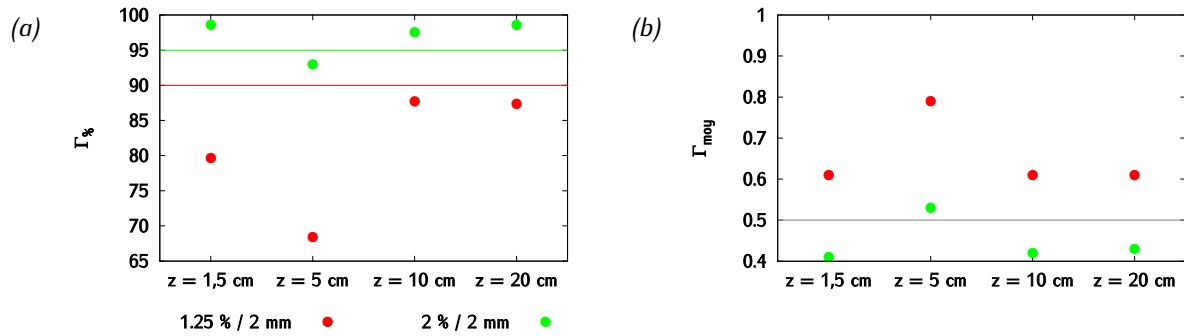 (a)
Γ%
100
95
90
85
80
75
70
65
z = 1,5 cm z = 5 cm z = 10 cm z = 20 cm
1.25 % / 2 mm
2 % / 2 mm
(b)
Γmoy
1
0.9
0.8
0.7
0.6
0.5
0.4
z = 1,5 cm z = 5 cm z = 10 cm z = 20 cm